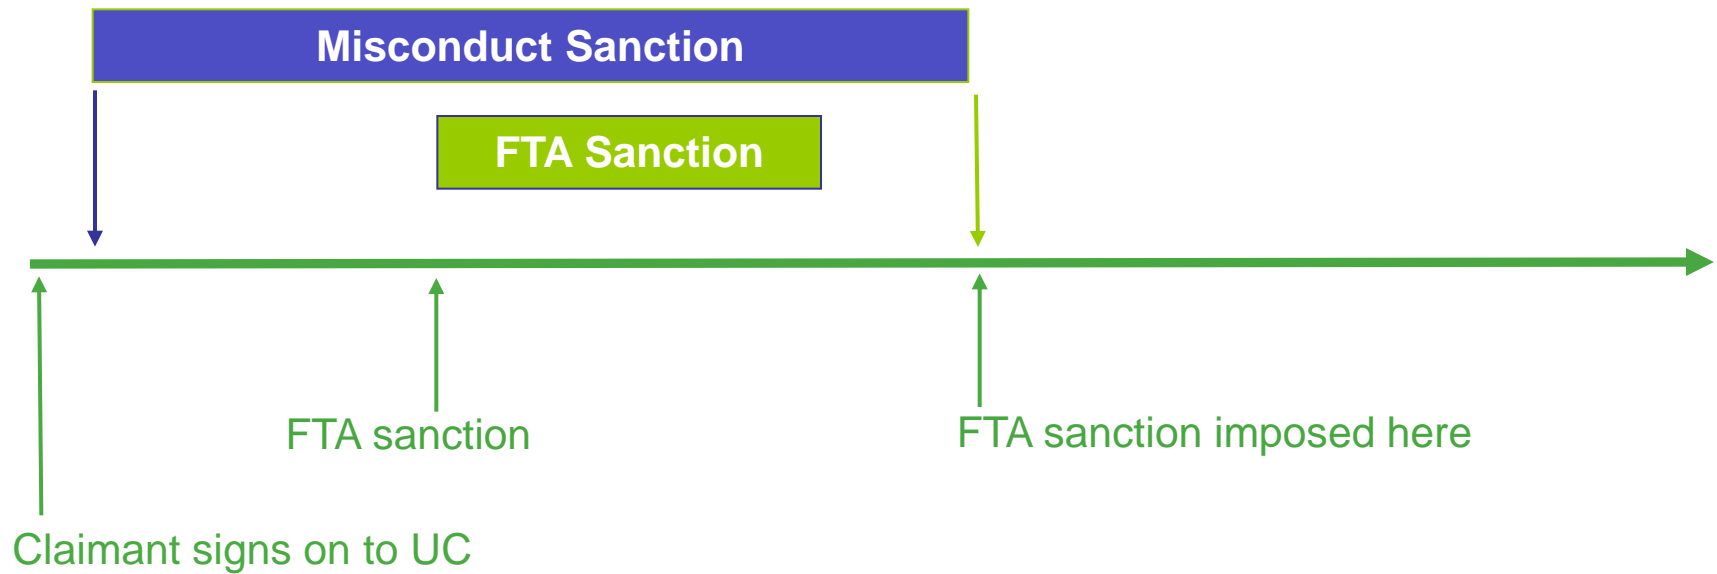 Misconduct Sanction
FTA Sanction
FTA sanction
FTA sanction imposed here
Claimant signs on to UC